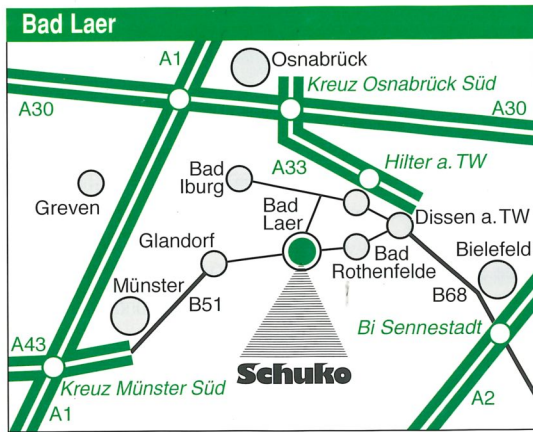 Bad Laer
A1
Osnabrück
Kreuz Osnabrück Süd
A30
A30
A33
Hilter a. TW
Bad
Iburg
Greven
Bad
Laer
Dissen a. TW
Glandorf
Bad
Rothenfelde
Bielefeld
Münster
B51
B68
Bi Sennestadt
A43
Schuko
Kreuz Münster Süd
A1
A2